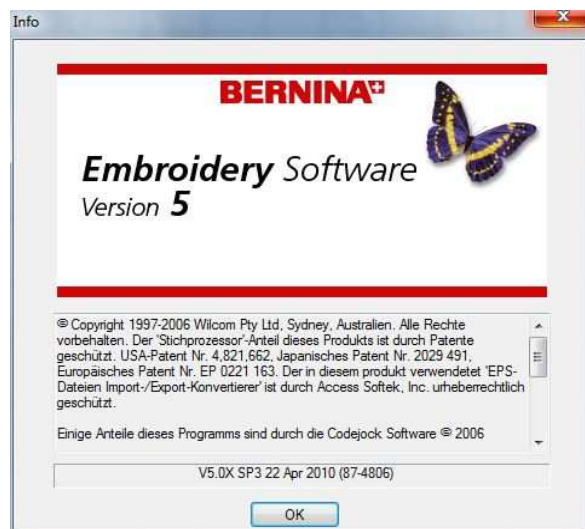 Info
BERNINA
Embroidery Software
Version 5
© Copyright 1997-2006 Wilcom Pty Ltd, Sydney, Australien. Alle Rechte
vorbehalten. Der 'Stichprozessor'-Anteil dieses Produkts ist durch Patente
geschützt. USA-Patent Nr. 4,821,662, Japanisches Patent Nr. 2029 491,
Europäisches Patent Nr. EP 0221 163. Der in diesem produkt verwendetet 'EPS-
Dateien Import-/Export-Konvertierer' ist durch Access Softek, Inc. urheberrechtlich
geschützt.
Einige Anteile dieses Programms sind durch die Codejock Software © 2006
V5.0X SP3 22 Apr 2010 (87-4806)
OK